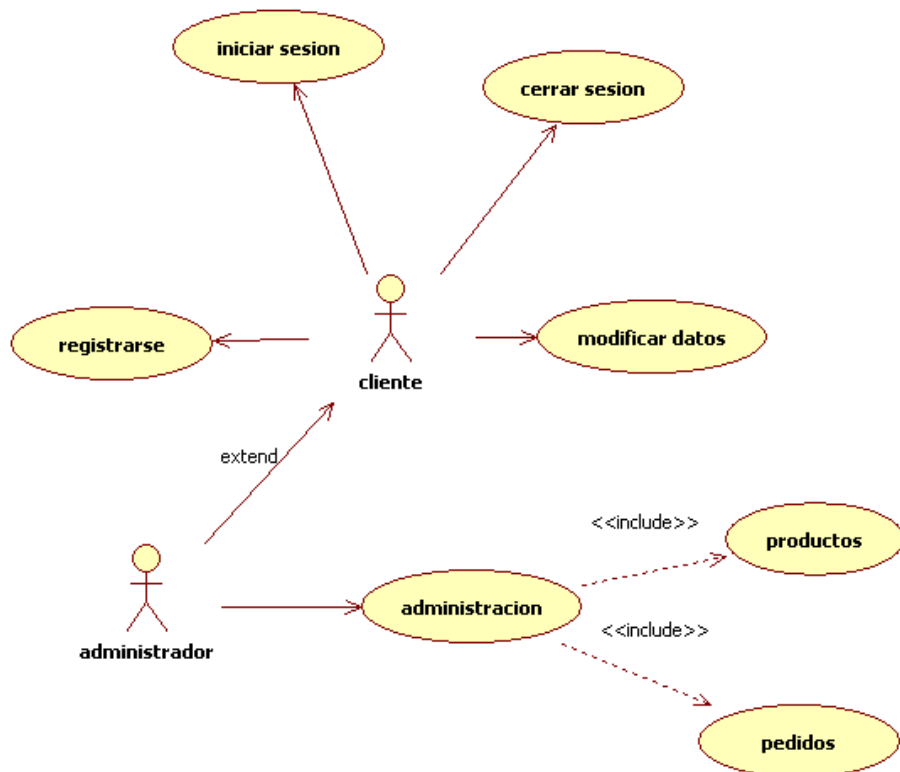 iniciar sesion
cerrar sesion
registrarse
modificar datos
cliente
extend
<<include>>
productos
administracion
<<include>>
administrador
pedidos